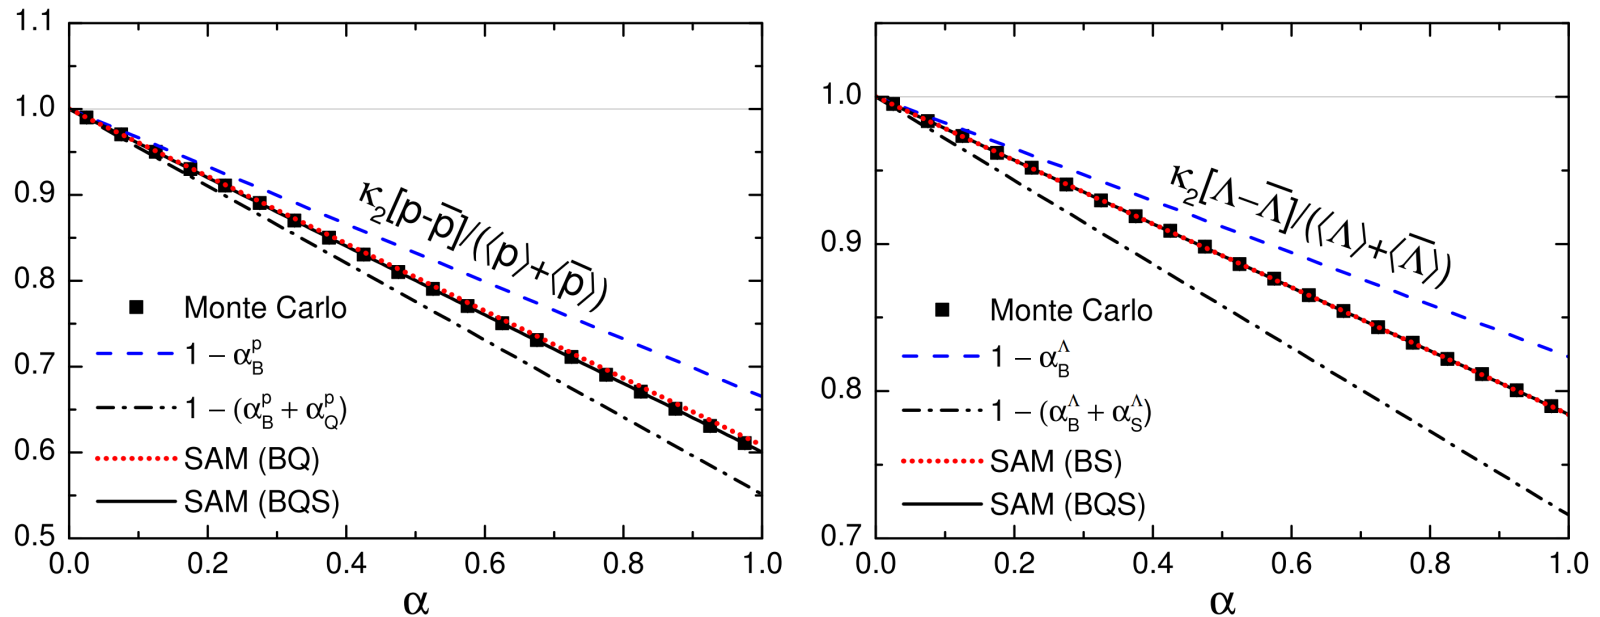 1.1
1.0
0.9
0.8
0.7
0.6
0.5
κ₂[p-p̅]/(⟨p⟩+⟨p̅⟩)
Monte Carlo
1 − α_B^p
1 − (α_B^p + α_Q^p)
SAM (BQ)
SAM (BQS)
0.0 0.2 0.4 0.6 0.8 1.0
α
1.0
0.9
0.8
0.7
κ₂[Λ−Λ̅]/(⟨Λ⟩+⟨Λ̅⟩)
Monte Carlo
1 − α_B^Λ
1 − (α_B^Λ + α_S^Λ)
SAM (BS)
SAM (BQS)
0.0 0.2 0.4 0.6 0.8 1.0
α